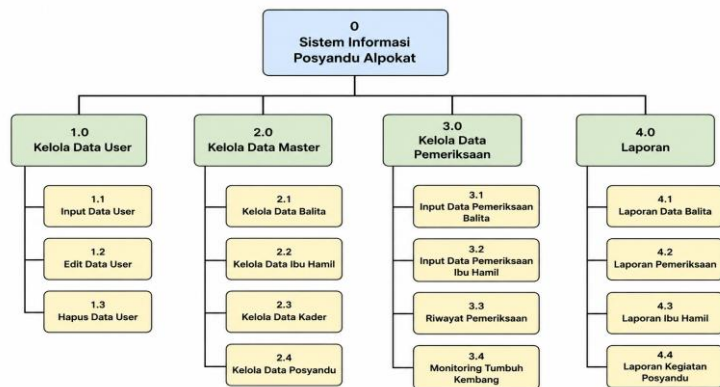 0
Sistem Informasi
Posyandu Alpokat
1.0
Kelola Data User
1.1
Input Data User
1.2
Edit Data User
1.3
Hapus Data User
2.0
Kelola Data Master
2.1
Kelola Data Balita
2.2
Kelola Data Ibu Hamil
2.3
Kelola Data Kader
2.4
Kelola Data Posyandu
3.0
Kelola Data
Pemeriksaan
3.1
Input Data Pemeriksaan
Balita
3.2
Input Data Pemeriksaan
Ibu Hamil
3.3
Riwayat Pemeriksaan
3.4
Monitoring Tumbuh
Kembang
4.0
Laporan
4.1
Laporan Data Balita
4.2
Laporan Pemeriksaan
4.3
Laporan Ibu Hamil
4.4
Laporan Kegiatan
Posyandu